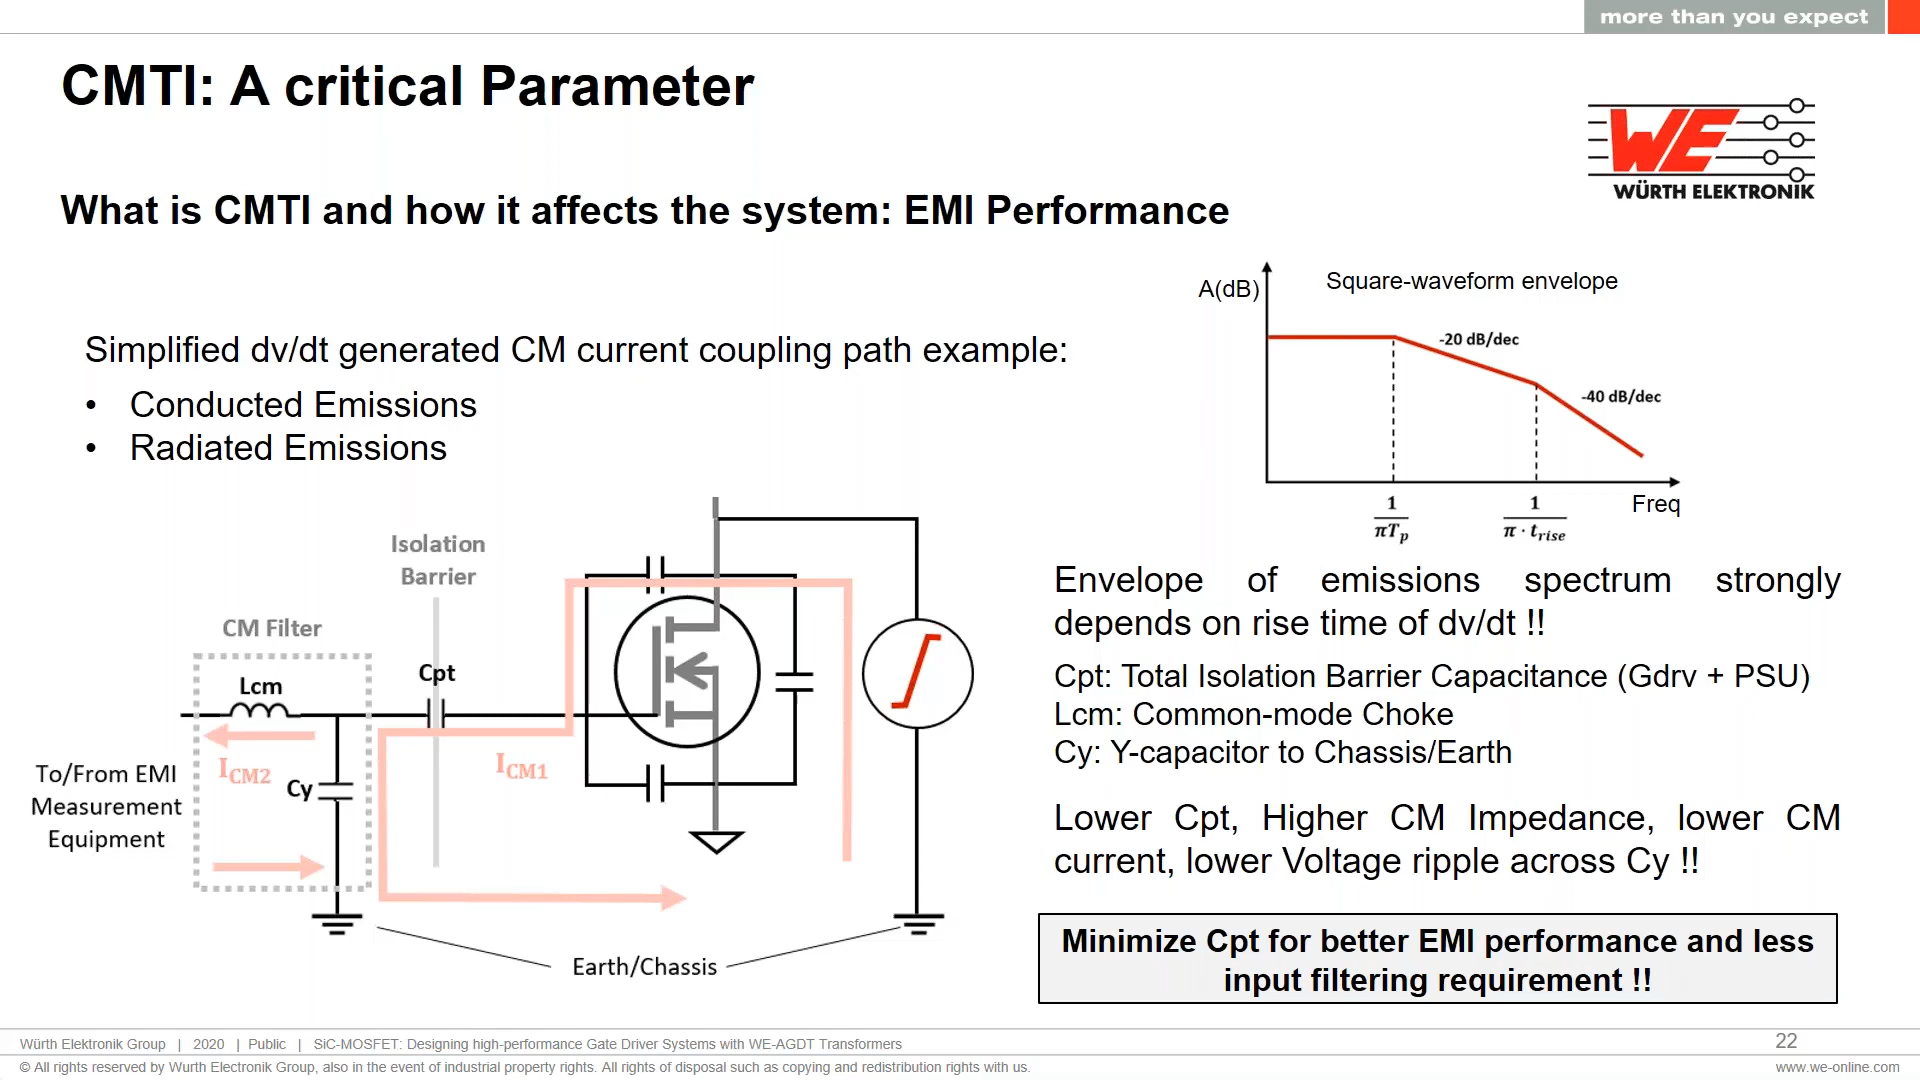 more than you expect
CMTI: A critical Parameter
WE
WÜRTH ELEKTRONIK
What is CMTI and how it affects the system: EMI Performance
Simplified dv/dt generated CM current coupling path example:
• Conducted Emissions
• Radiated Emissions
A(dB)
Square-waveform envelope
-20 dB/dec
-40 dB/dec
Freq
1/πTp
1/π · trise
Isolation
Barrier
CM Filter
Lcm
Cpt
ICM2
ICM1
Cy
To/From EMI
Measurement
Equipment
Earth/Chassis
Envelope of emissions spectrum strongly
depends on rise time of dv/dt !!
Cpt: Total Isolation Barrier Capacitance (Gdrv + PSU)
Lcm: Common-mode Choke
Cy: Y-capacitor to Chassis/Earth
Lower Cpt, Higher CM Impedance, lower CM
current, lower Voltage ripple across Cy !!
Minimize Cpt for better EMI performance and less
input filtering requirement !!
Würth Elektronik Group | 2020 | Public | SiC-MOSFET: Designing high-performance Gate Driver Systems with WE-AGDT Transformers
22
© All rights reserved by Wurth Electronik Group, also in the event of industrial property rights. All rights of disposal such as copying and redistribution rights with us.
www.we-online.com